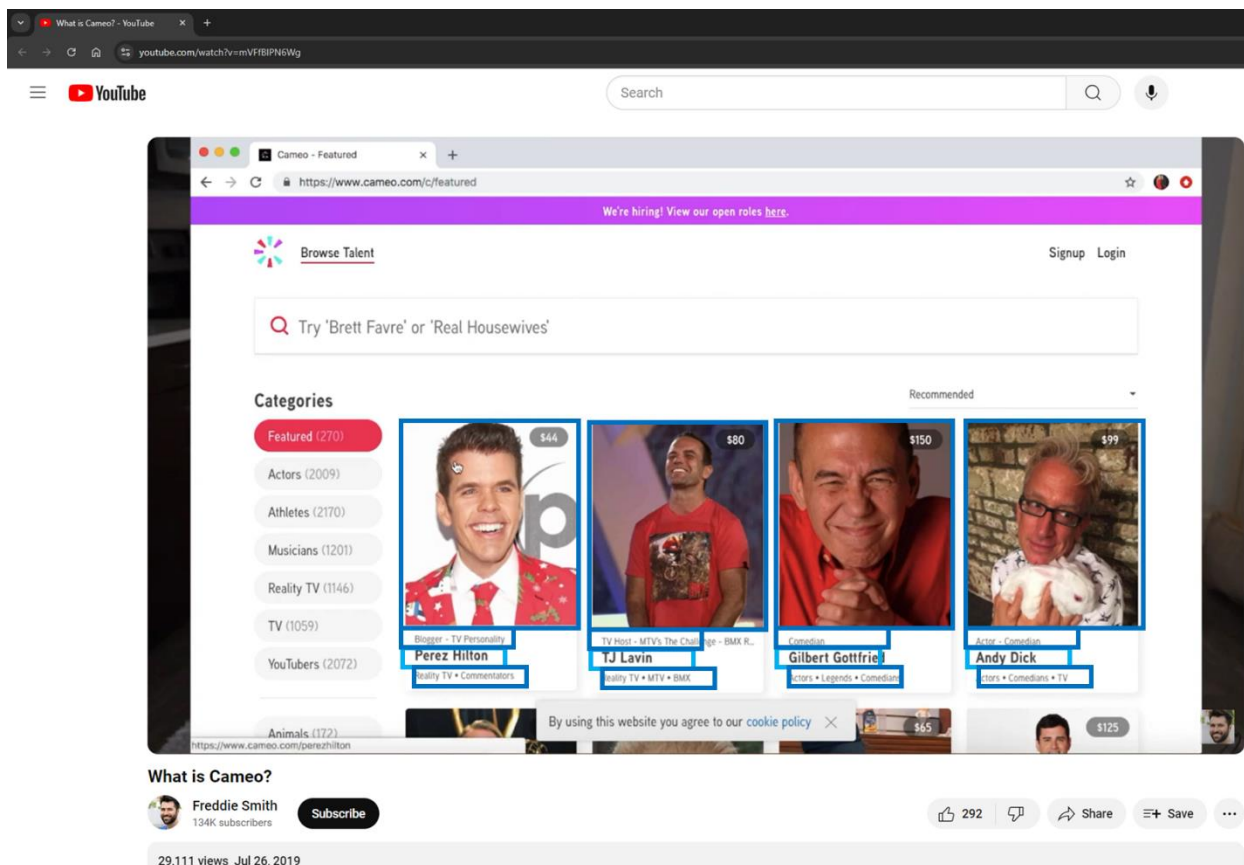 What is Cameo? - YouTube
youtube.com/watch?v=mVFfBIPN6Wg
YouTube
Search
Cameo - Featured
https://www.cameo.com/c/featured
We're hiring! View our open roles here.
Browse Talent
Signup Login
Try 'Brett Favre' or 'Real Housewives'
Categories
Recommended
Featured (270)
Actors (2009)
Athletes (2170)
Musicians (1201)
Reality TV (1146)
TV (1059)
YouTubers (2072)
Animals (172)
$44
Blogger - TV Personality
Perez Hilton
Reality TV • Commentators
$80
TV Host - MTV's The Challenge - BMX R...
TJ Lavin
Reality TV • MTV • BMX
$150
Comedian
Gilbert Gottfried
Actors • Legends • Comedians
$99
Actor - Comedian
Andy Dick
Actors • Comedians • TV
$65
$125
By using this website you agree to our cookie policy
https://www.cameo.com/perezhilton
What is Cameo?
Freddie Smith
134K subscribers
Subscribe
292
Share
Save
29,111 views Jul 26, 2019